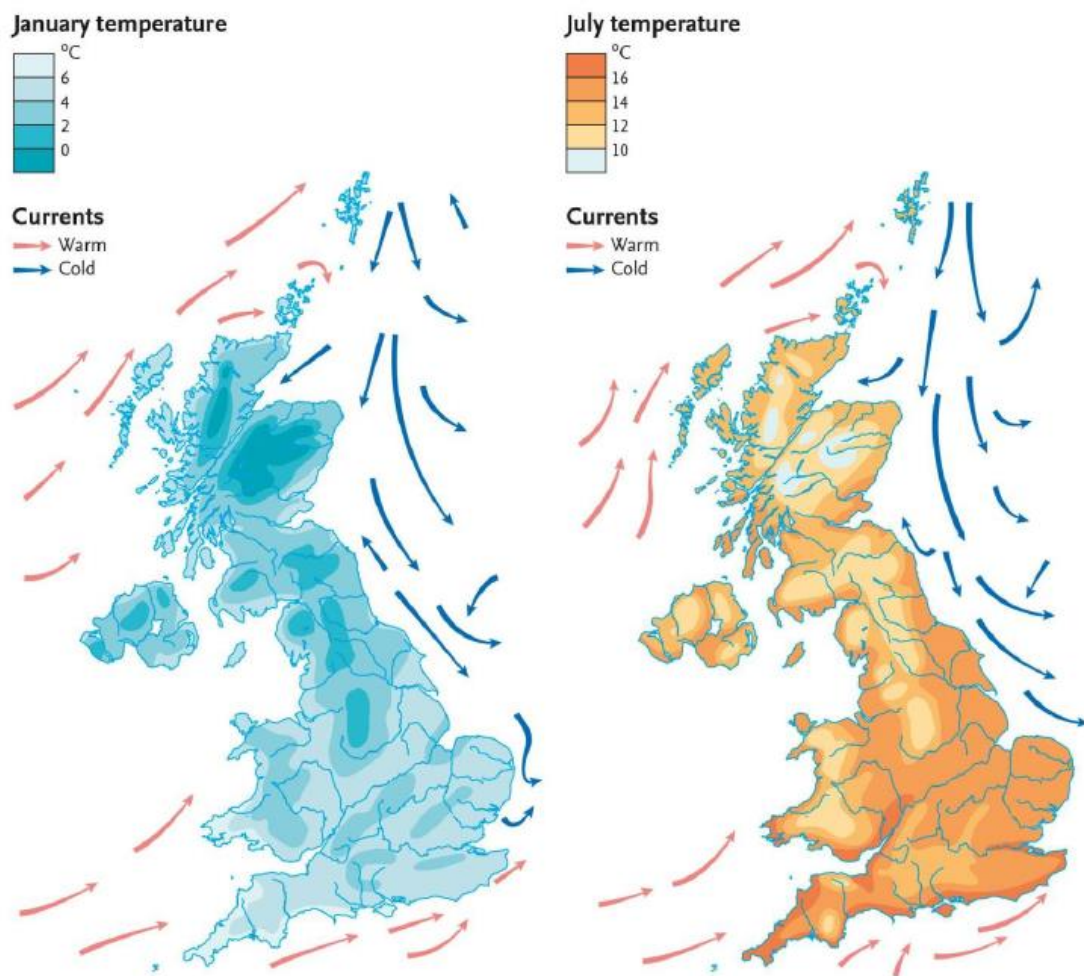 January temperature
°C
6
4
2
0
Currents
Warm
Cold
July temperature
°C
16
14
12
10
Currents
Warm
Cold